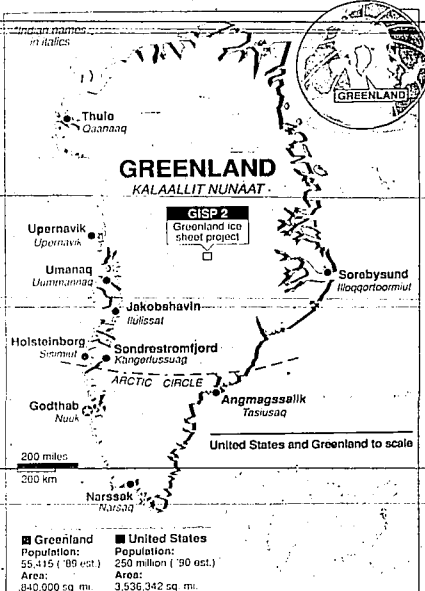 Indian names
in italics
GREENLAND
Thule
Qaanaaq
GREENLAND
KALAALLIT NUNAAT
GISP 2
Greenland ice
sheet project
Upernavik
Upernavik
Umanaq
Uummannaq
Sorebysund
Illoqqortoormiut
Jakobshavin
Ilulissat
Holsteinborg
Sisimiut
Sondrestromfjord
Kangerlussuaq
ARCTIC CIRCLE
Angmagssalik
Tasiusaq
Godthab
Nuuk
United States and Greenland to scale
200 miles
200 km
Narssak
Narsaq
Greenland
Population:
55,415 ( '89 est.)
Area:
840,000 sq. mi.
United States
Population:
250 million ( '90 est.)
Area:
3,536,342 sq. mi.